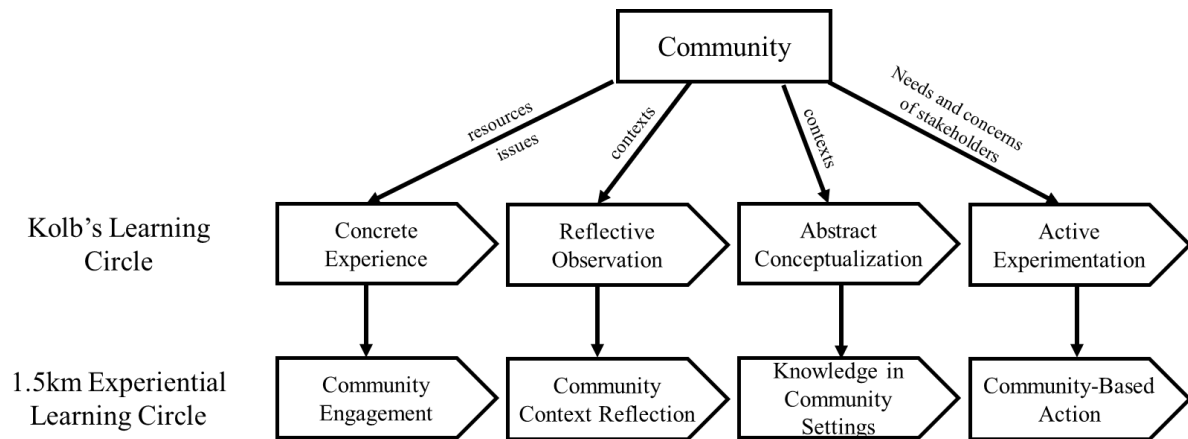 Community
resources
issues
contexts
contexts
Needs and concerns
of stakeholders
Kolb's Learning
Circle
Concrete
Experience
Reflective
Observation
Abstract
Conceptualization
Active
Experimentation
1.5km Experiential
Learning Circle
Community
Engagement
Community
Context Reflection
Knowledge in
Community
Settings
Community-Based
Action